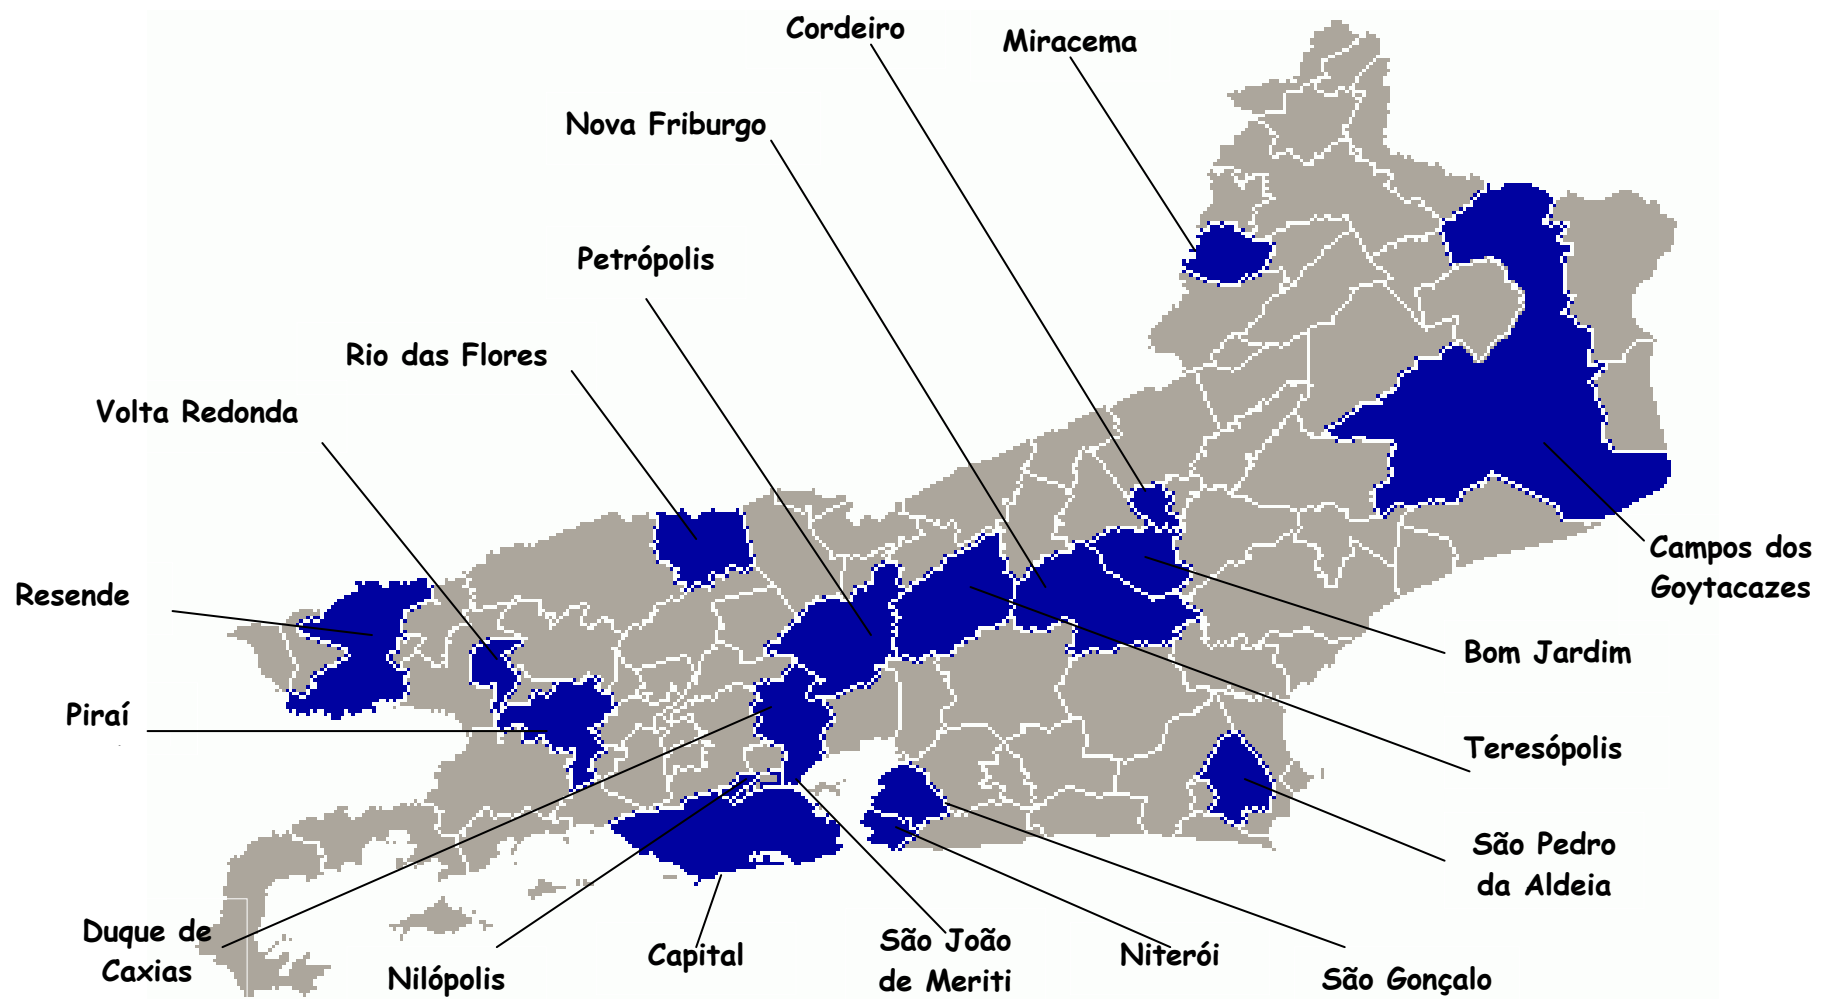 Cordeiro
Miracema
Nova Friburgo
Petrópolis
Rio das Flores
Volta Redonda
Campos dos
Goytacazes
Resende
Bom Jardim
Piraí
Teresópolis
São Pedro
da Aldeia
Duque de
Caxias
Nilópolis
Capital
São João
de Meriti
Niterói
São Gonçalo